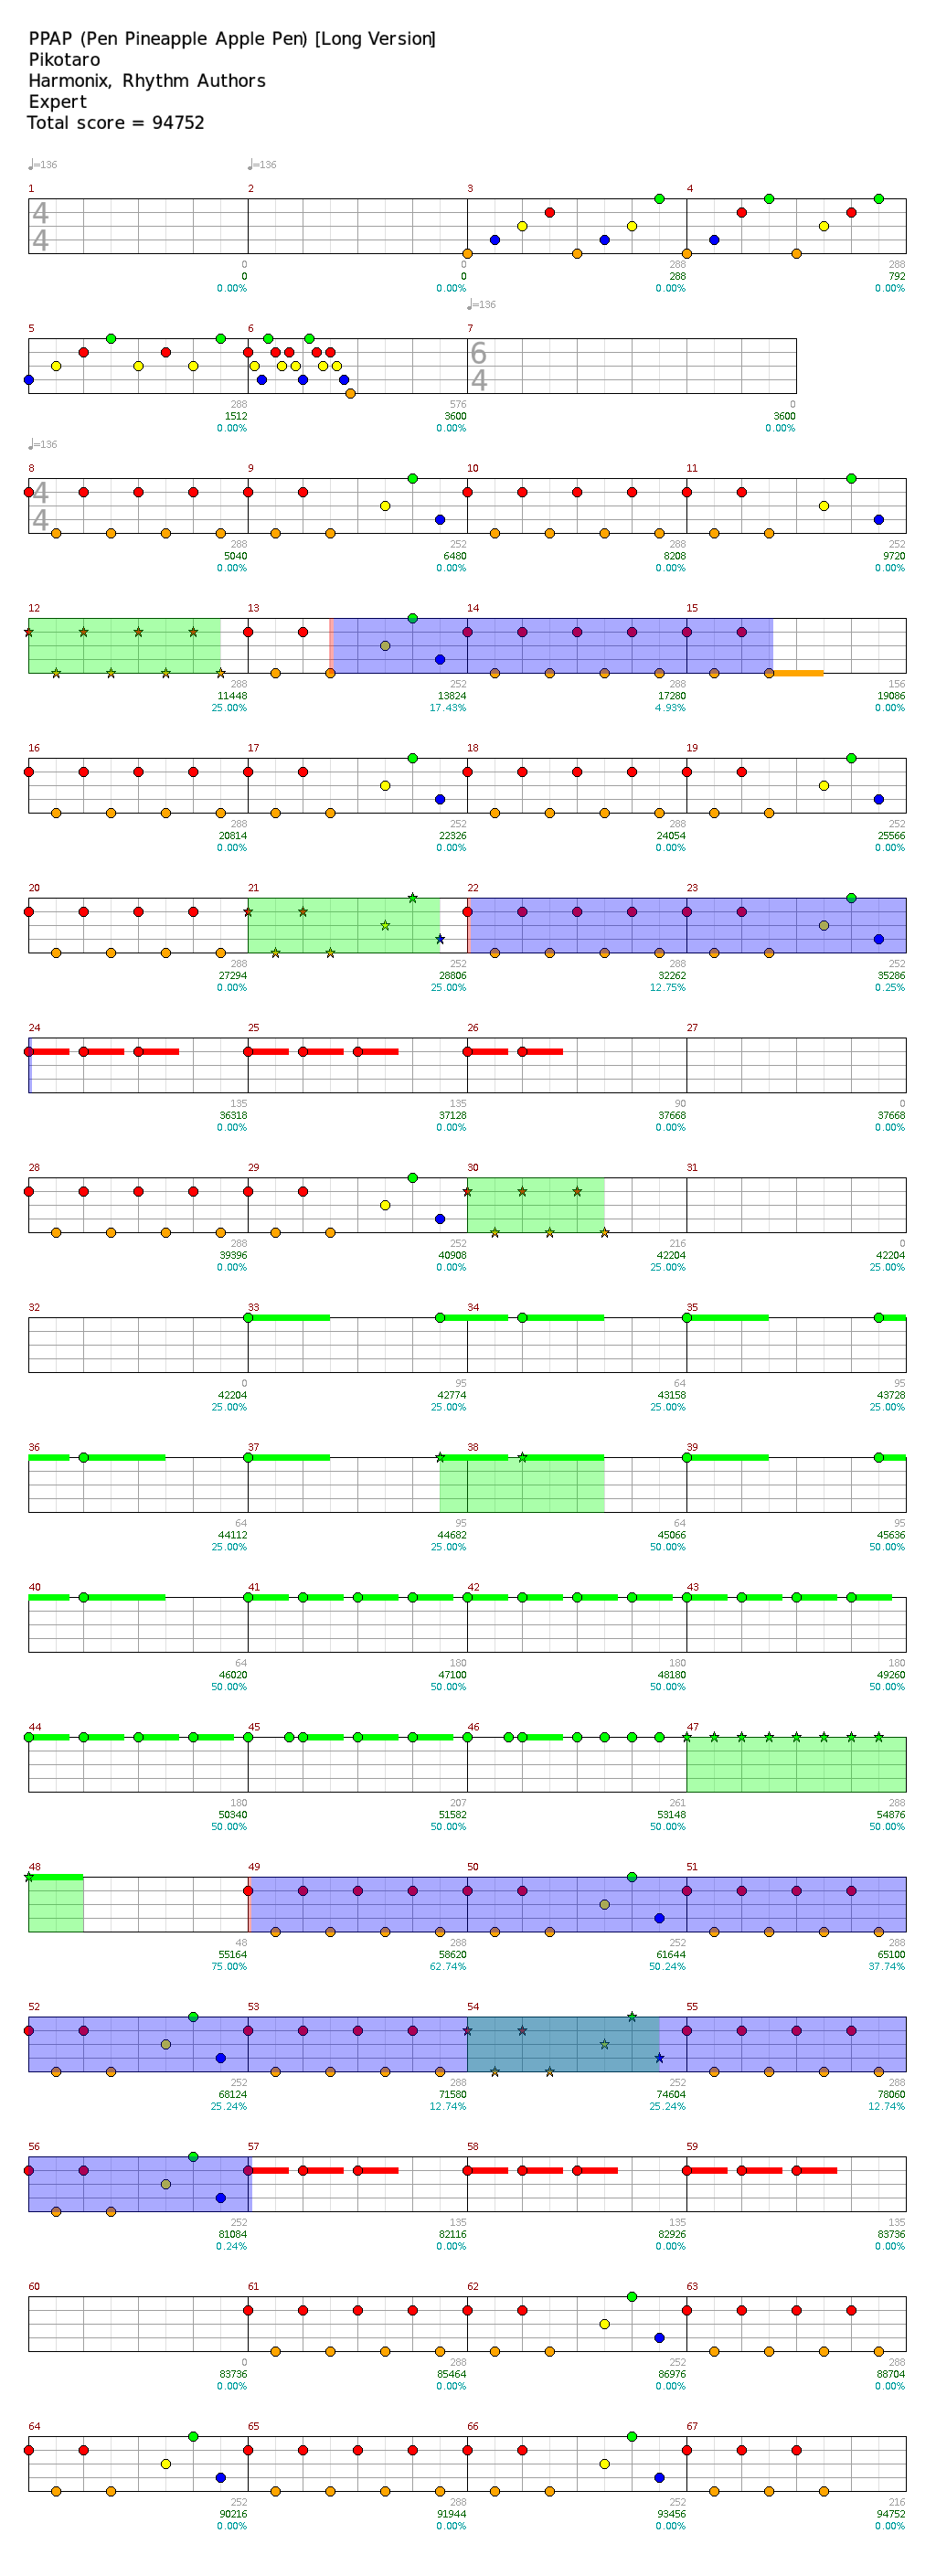 PPAP (Pen Pineapple Apple Pen) [Long Version]
Pikotaro
Harmonix, Rhythm Authors
Expert
Total score = 94752
♩=136 ♩=136
1 2 3 4
4
4
0 0 288 288
0 0 288 792
0.00% 0.00% 0.00% 0.00%
♩=136
5 6 7
6
4
288 576 0
1512 3600 3600
0.00% 0.00% 0.00%
♩=136
8 9 10 11
4
4
288 252 288 252
5040 6480 8208 9720
0.00% 0.00% 0.00% 0.00%
12 13 14 15
288 252 288 156
11448 13824 17280 19086
25.00% 17.43% 4.93% 0.00%
16 17 18 19
288 252 288 252
20814 22326 24054 25566
0.00% 0.00% 0.00% 0.00%
20 21 22 23
288 252 288 252
27294 28806 32262 35286
0.00% 25.00% 12.75% 0.25%
24 25 26 27
135 135 90 0
36318 37128 37668 37668
0.00% 0.00% 0.00% 0.00%
28 29 30 31
288 252 216 0
39396 40908 42204 42204
0.00% 0.00% 25.00% 25.00%
32 33 34 35
0 95 64 95
42204 42774 43158 43728
25.00% 25.00% 25.00% 25.00%
36 37 38 39
64 95 64 95
44112 44682 45066 45636
25.00% 25.00% 50.00% 50.00%
40 41 42 43
64 180 180 180
46020 47100 48180 49260
50.00% 50.00% 50.00% 50.00%
44 45 46 47
180 207 261 288
50340 51582 53148 54876
50.00% 50.00% 50.00% 50.00%
48 49 50 51
48 288 252 288
55164 58620 61644 65100
75.00% 62.74% 50.24% 37.74%
52 53 54 55
252 288 252 288
68124 71580 74604 78060
25.24% 12.74% 25.24% 12.74%
56 57 58 59
252 135 135 135
81084 82116 82926 83736
0.24% 0.00% 0.00% 0.00%
60 61 62 63
0 288 252 288
83736 85464 86976 88704
0.00% 0.00% 0.00% 0.00%
64 65 66 67
252 288 252 216
90216 91944 93456 94752
0.00% 0.00% 0.00% 0.00%